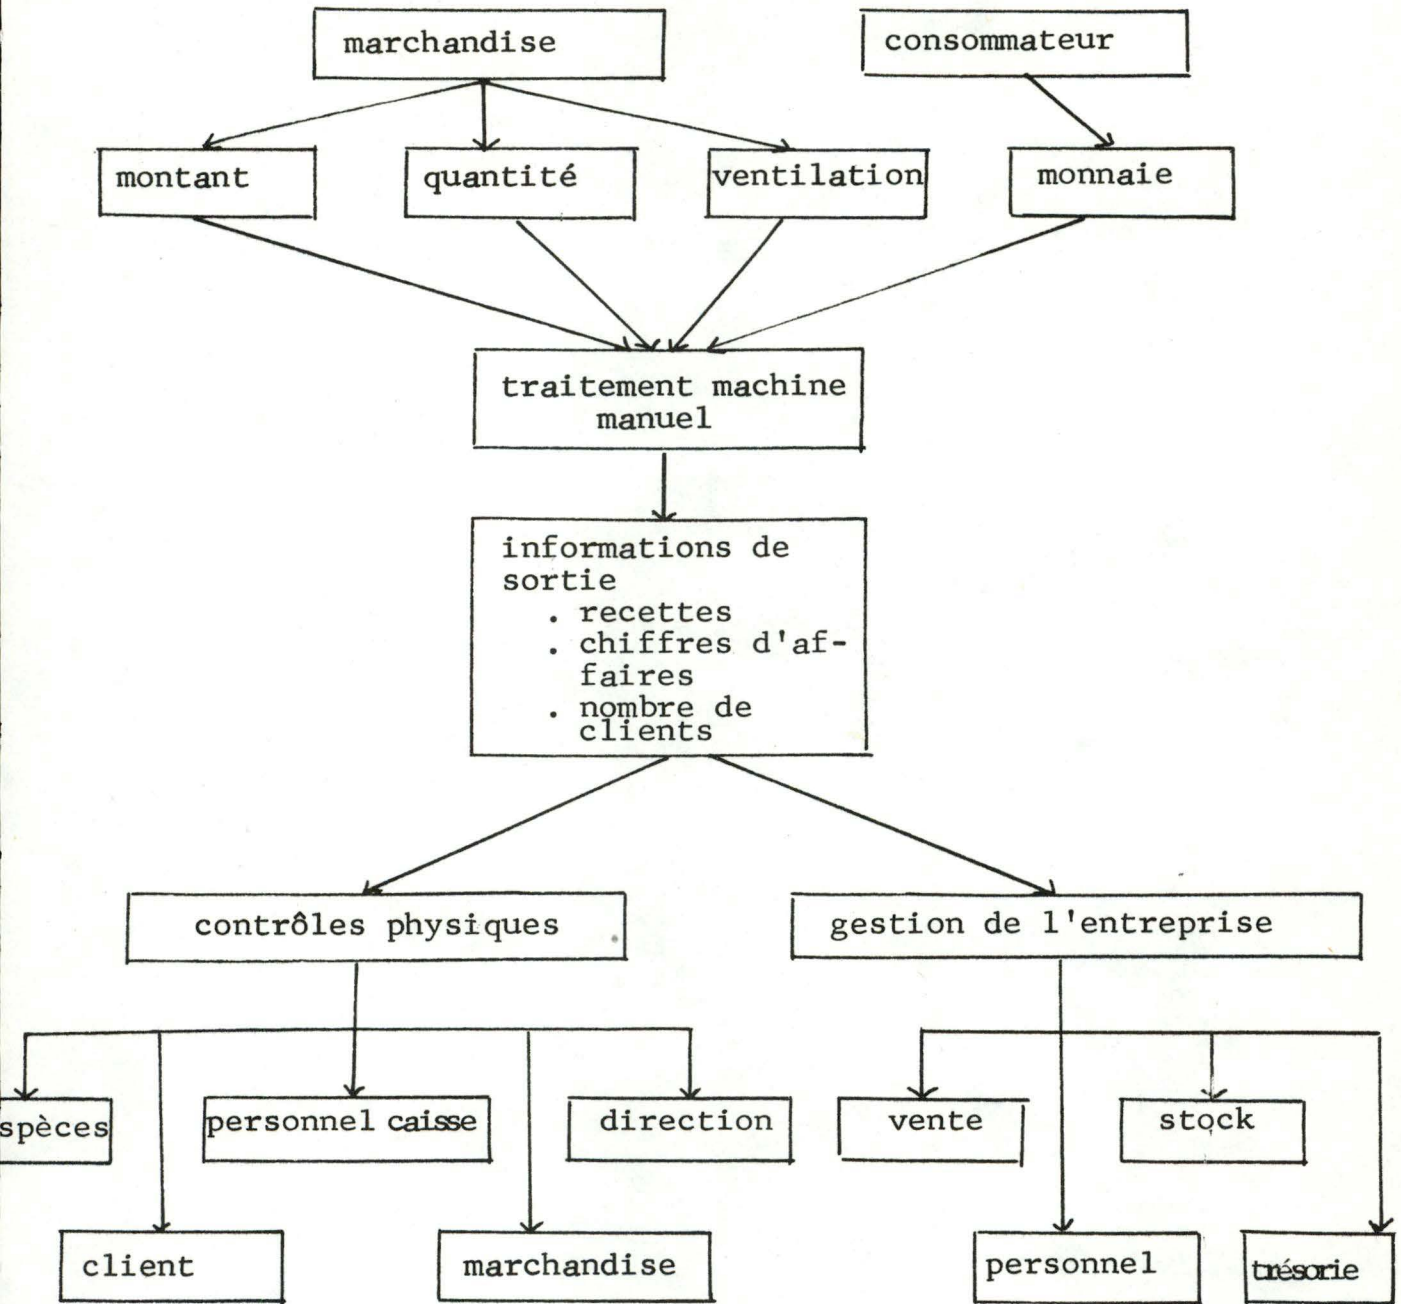 marchandise
consommateur
montant
quantité
ventilation
monnaie
traitement machine
manuel
informations de
sortie
. recettes
. chiffres d'af-
faires
. nombre de
clients
contrôles physiques
gestion de l'entreprise
spèces
personnel caisse
direction
vente
stock
client
marchandise
personnel
trésorie